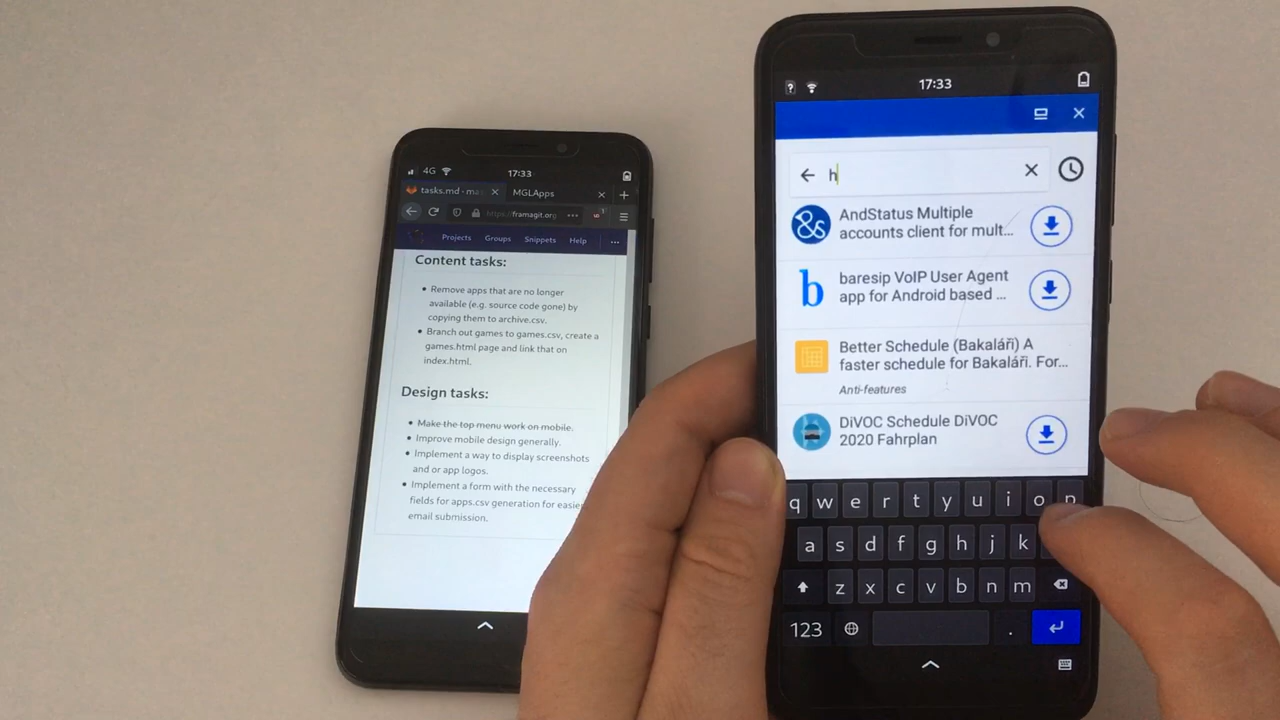 4G
17:33
tasks.md · ma
MGLApps
https://framagit.org
Projects Groups Snippets Help
Content tasks:
Remove apps that are no longer
available (e.g. source code gone) by
copying them to archive.csv.
Branch out games to games.csv, create a
games.html page and link that on
index.html.
Design tasks:
Make the top menu work on mobile.
Improve mobile design generally.
Implement a way to display screenshots
and or app logos.
Implement a form with the necessary
fields for apps.csv generation for easie
email submission.
?
17:33
h
&s
AndStatus Multiple
accounts client for mult...
b
baresip VoIP User Agent
app for Android based ...
Better Schedule (Bakaláři) A
faster schedule for Bakaláři. For...
Anti-features
DiVOC Schedule DiVOC
2020 Fahrplan
q w e r t y u i o p
a s d f g h j k
z x c v b n m
123 .